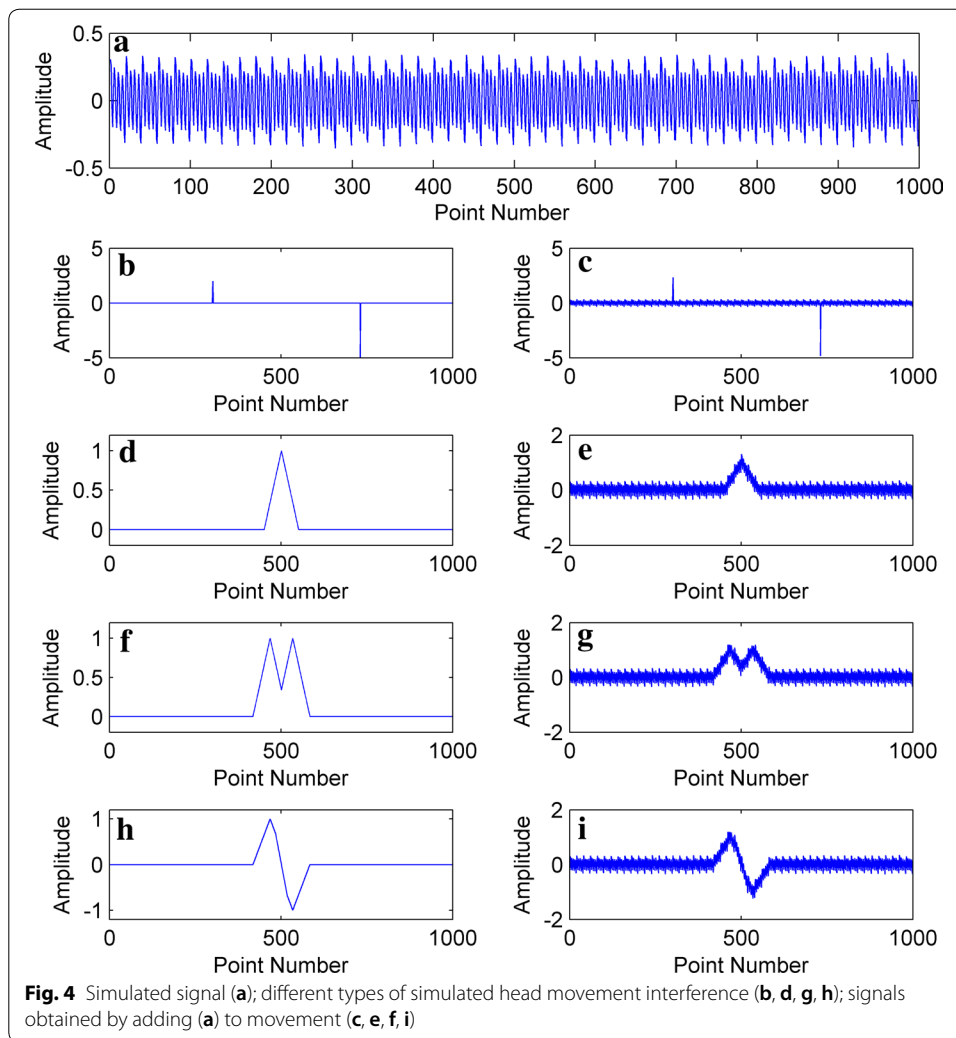 a
0.5
0
-0.5
Amplitude
0 100 200 300 400 500 600 700 800 900 1000
Point Number
b
5
0
-5
Amplitude
0 500 1000
Point Number
c
5
0
-5
Amplitude
0 500 1000
Point Number
d
1
0.5
0
Amplitude
0 500 1000
Point Number
e
2
0
-2
Amplitude
0 500 1000
Point Number
f
1
0.5
0
Amplitude
0 500 1000
Point Number
g
2
0
-2
Amplitude
0 500 1000
Point Number
h
1
0
-1
Amplitude
0 500 1000
Point Number
i
2
0
-2
Amplitude
0 500 1000
Point Number
Fig. 4 Simulated signal (a); different types of simulated head movement interference (b, d, g, h); signals
obtained by adding (a) to movement (c, e, f, i)